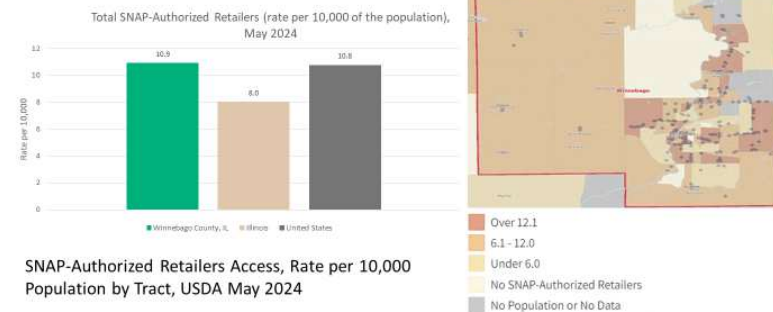 Total SNAP-Authorized Retailers (rate per 10,000 of the population),
May 2024
12
10
8
6
4
2
0
Rate per 10,000
10.9
8.0
10.8
Winnebago County, IL
Illinois
United States
SNAP-Authorized Retailers Access, Rate per 10,000
Population by Tract, USDA May 2024
Winnebago
Over 12.1
6.1 - 12.0
Under 6.0
No SNAP-Authorized Retailers
No Population or No Data